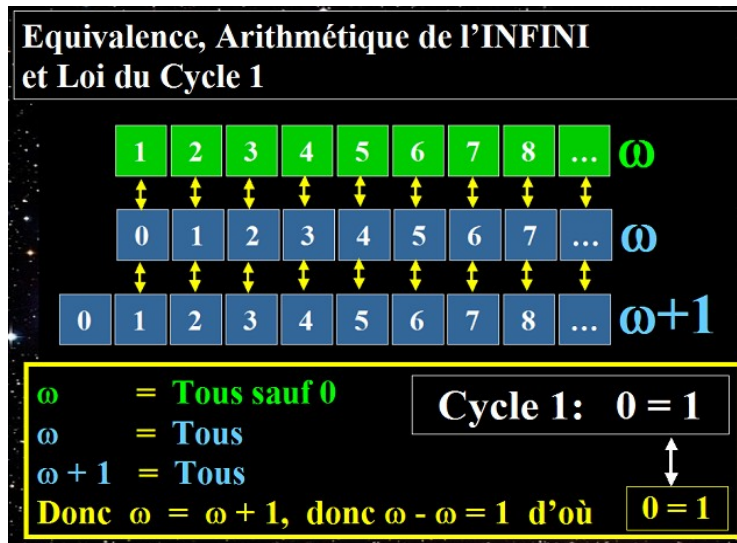 Equivalence, Arithmétique de l'INFINI
et Loi du Cycle 1
1 2 3 4 5 6 7 8 ... ω
0 1 2 3 4 5 6 7 ... ω
0 1 2 3 4 5 6 7 8 ... ω+1
ω = Tous sauf 0
ω = Tous
ω + 1 = Tous
Donc ω = ω + 1, donc ω - ω = 1 d'où
Cycle 1: 0 = 1
0 = 1